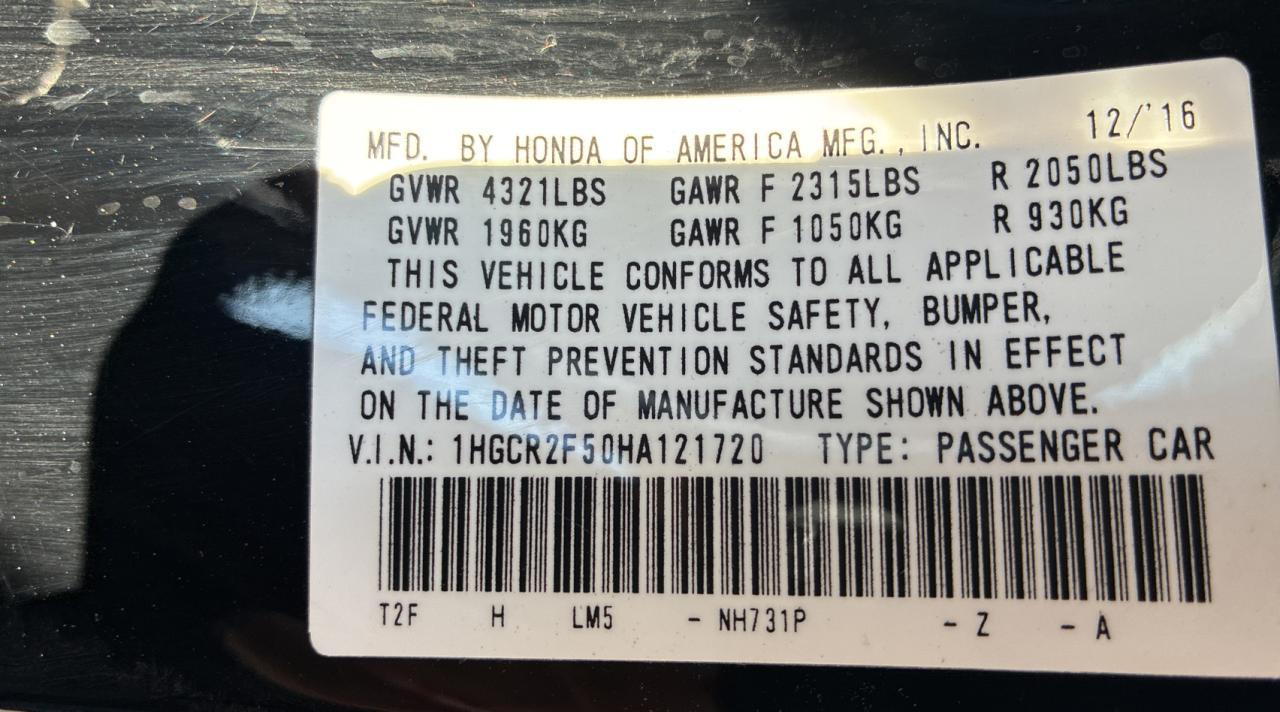 MFD. BY HONDA OF AMERICA MFG., INC. 12/'16
GVWR 4321LBS GAWR F 2315LBS R 2050LBS
GVWR 1960KG GAWR F 1050KG R 930KG
THIS VEHICLE CONFORMS TO ALL APPLICABLE
FEDERAL MOTOR VEHICLE SAFETY, BUMPER,
AND THEFT PREVENTION STANDARDS IN EFFECT
ON THE DATE OF MANUFACTURE SHOWN ABOVE.
V.I.N.: 1HGCR2F50HA121720 TYPE: PASSENGER CAR
T2F H LM5 - NH731P - Z - A